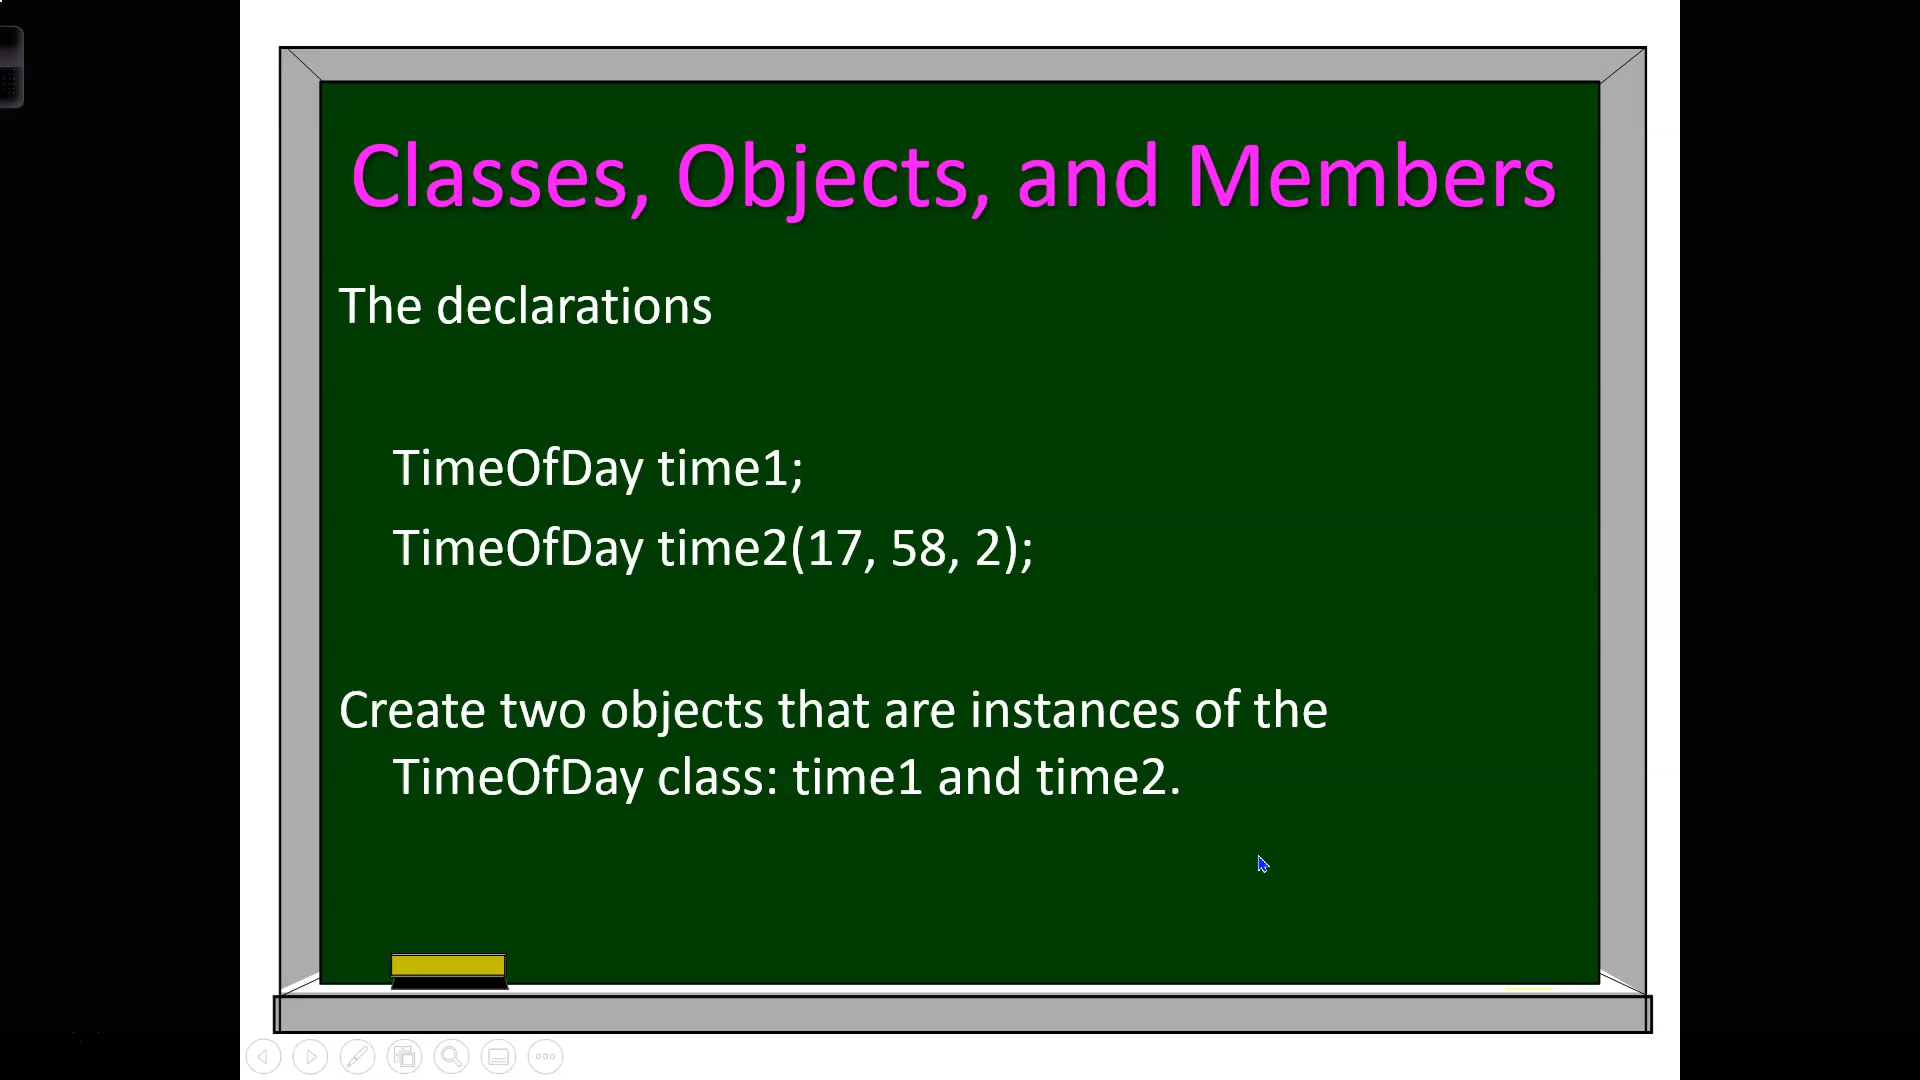 Classes, Objects, and Members
The declarations
TimeOfDay time1;
TimeOfDay time2(17, 58, 2);
Create two objects that are instances of the
TimeOfDay class: time1 and time2.